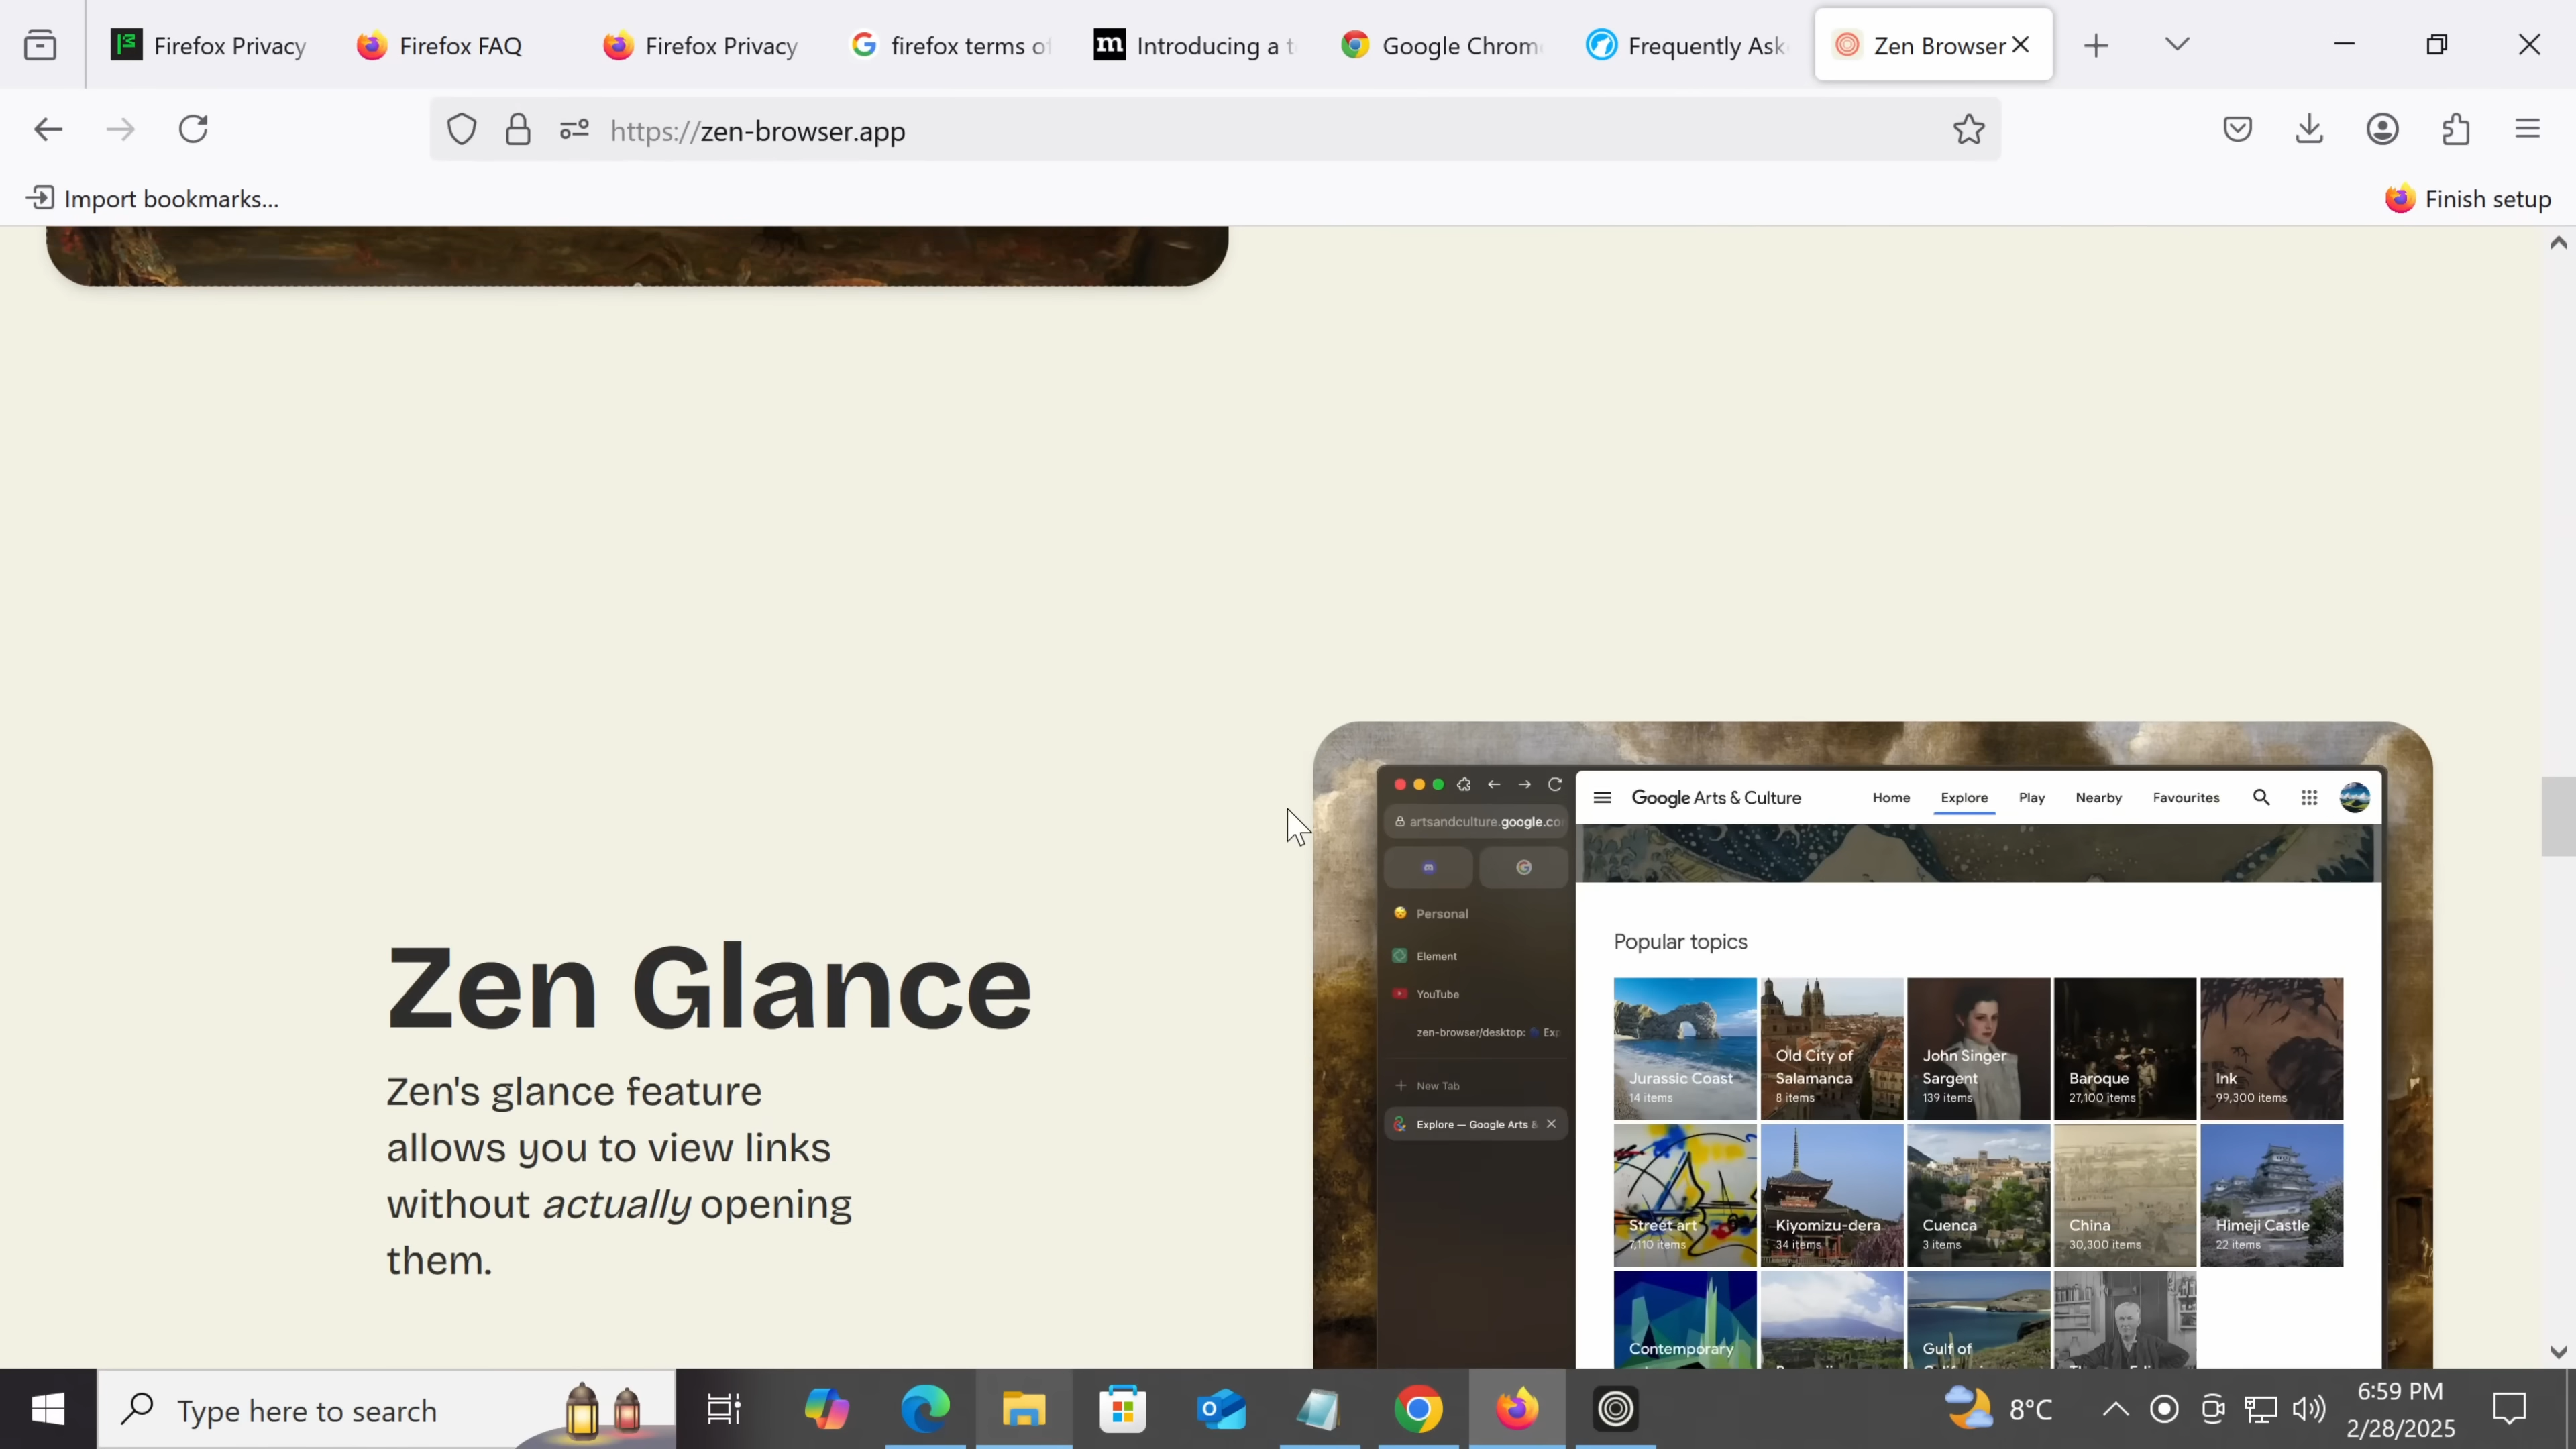 Firefox Privacy
Firefox FAQ
Firefox Privacy
firefox terms of
Introducing a t
Google Chrom
Frequently Ask
Zen Browser
https://zen-browser.app
Import bookmarks...
Finish setup
Zen Glance
Zen's glance feature
allows you to view links
without actually opening
them.
Google Arts & Culture
Home
Explore
Play
Nearby
Favourites
artsandculture.google.co
Personal
Element
YouTube
zen-browser/desktop:
Exp
New Tab
Explore — Google Arts &
Popular topics
Jurassic Coast
14 items
Old City of
Salamanca
8 items
John Singer
Sargent
139 items
Baroque
27,100 items
Ink
99,300 items
Street art
7,110 items
Kiyomizu-dera
34 items
Cuenca
3 items
China
30,300 items
Himeji Castle
22 items
Contemporary
Gulf of
Type here to search
8°C
6:59 PM
2/28/2025